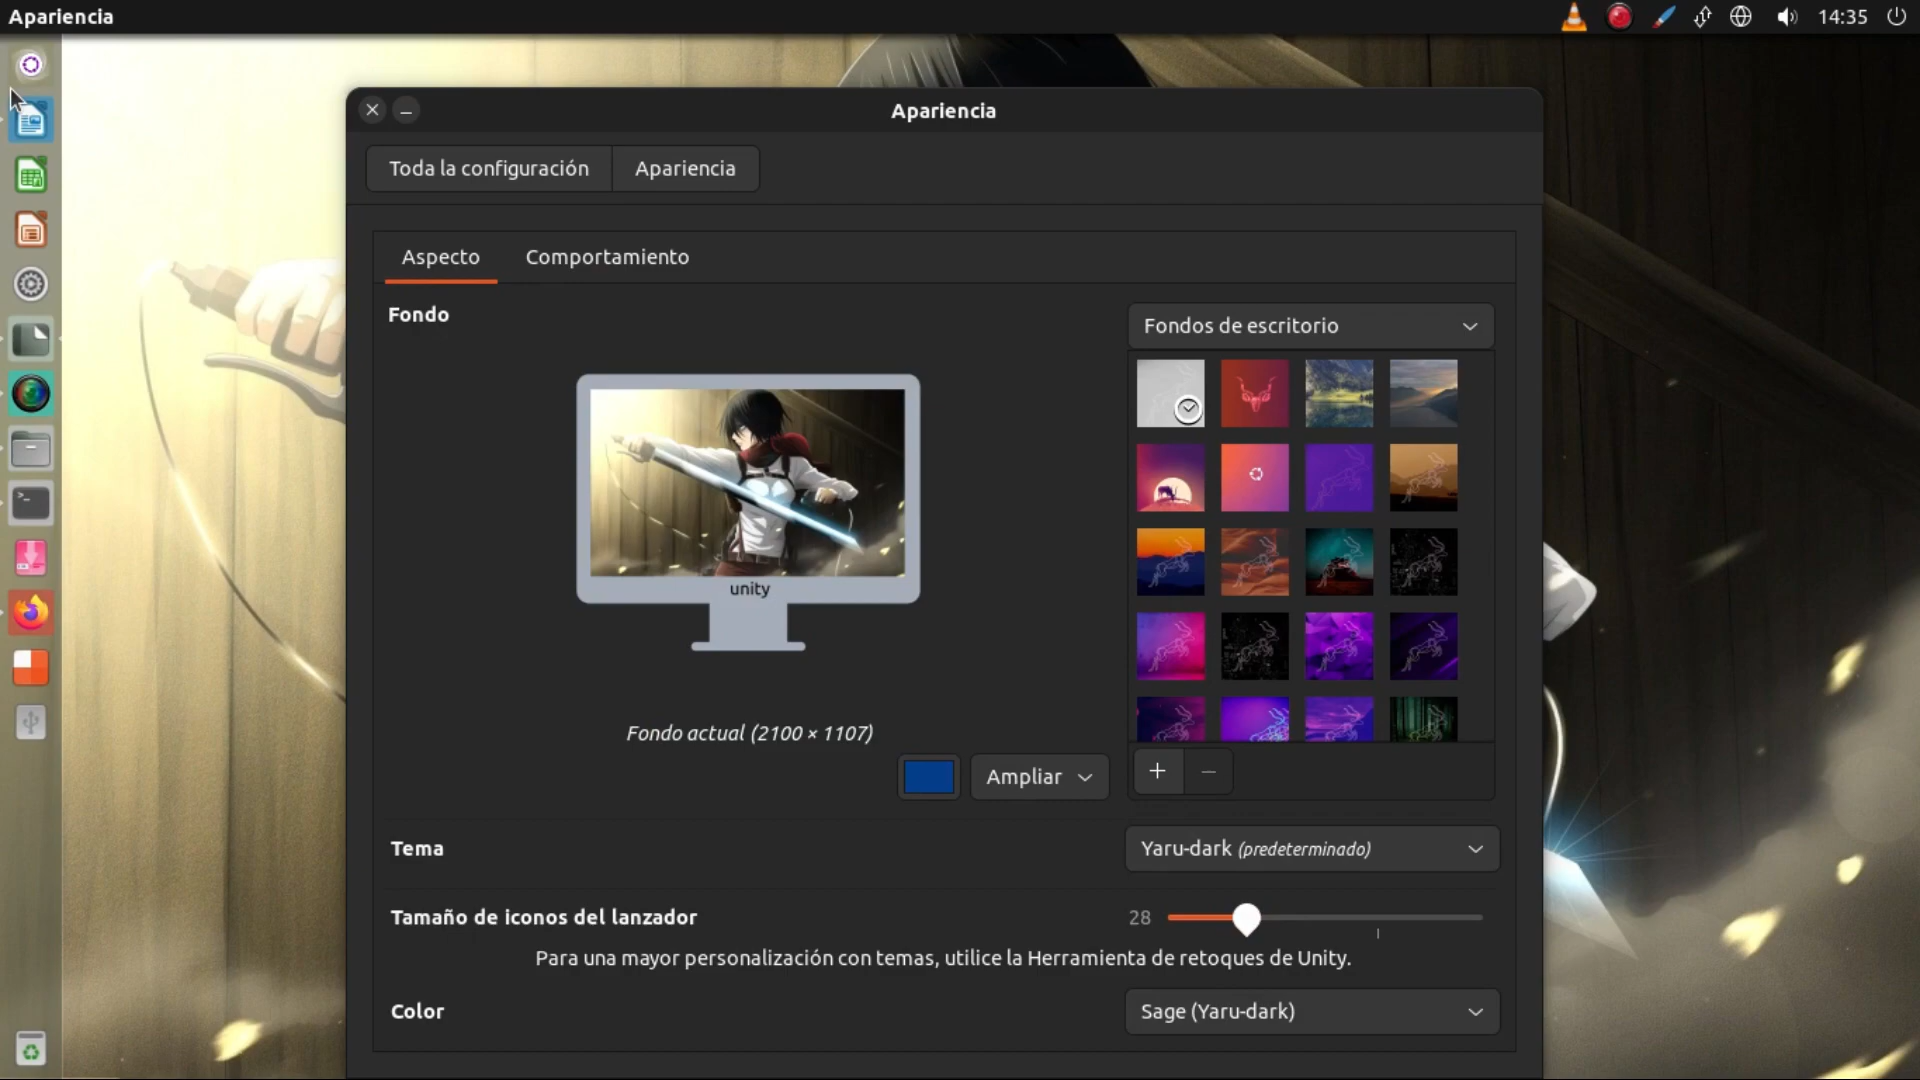 Apariencia
14:35
Apariencia
Toda la configuración
Apariencia
Aspecto
Comportamiento
Fondo
Fondos de escritorio
unity
Fondo actual (2100 × 1107)
Ampliar
Tema
Yaru-dark (predeterminado)
Tamaño de iconos del lanzador
28
Para una mayor personalización con temas, utilice la Herramienta de retoques de Unity.
Color
Sage (Yaru-dark)